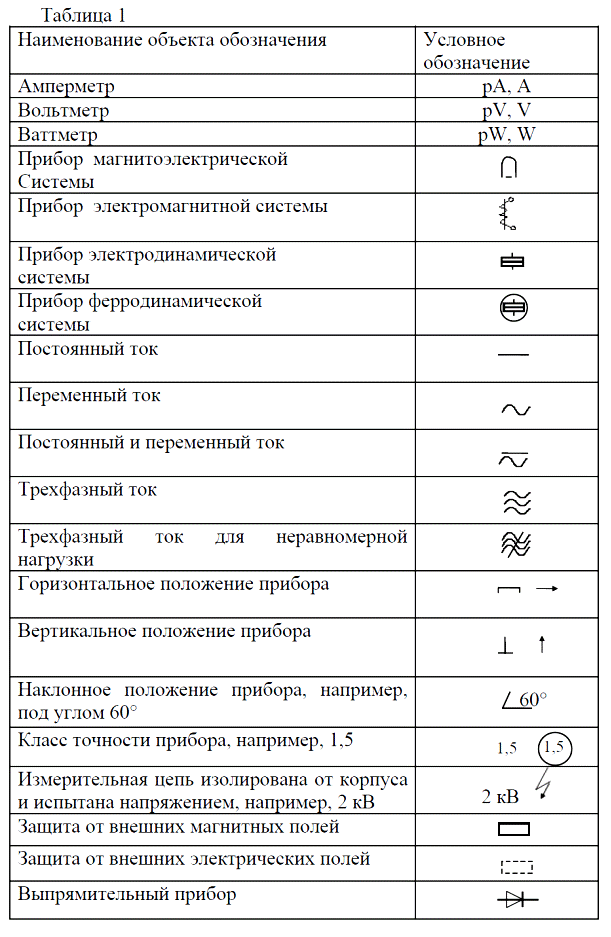 Таблица 1
Наименование объекта обозначения
Условное
обозначение
Амперметр
pA, A
Вольтметр
pV, V
Ваттметр
pW, W
Прибор магнитоэлектрической
Системы
Прибор электромагнитной системы
Прибор электродинамической
системы
Прибор ферродинамической
системы
Постоянный ток
Переменный ток
Постоянный и переменный ток
Трехфазный ток
Трехфазный ток для неравномерной
нагрузки
Горизонтальное положение прибора
Вертикальное положение прибора
Наклонное положение прибора, например,
под углом 60°
60°
Класс точности прибора, например, 1,5
1,5 1,5
Измерительная цепь изолирована от корпуса
и испытана напряжением, например, 2 кВ
2 кВ
Защита от внешних магнитных полей
Защита от внешних электрических полей
Выпрямительный прибор